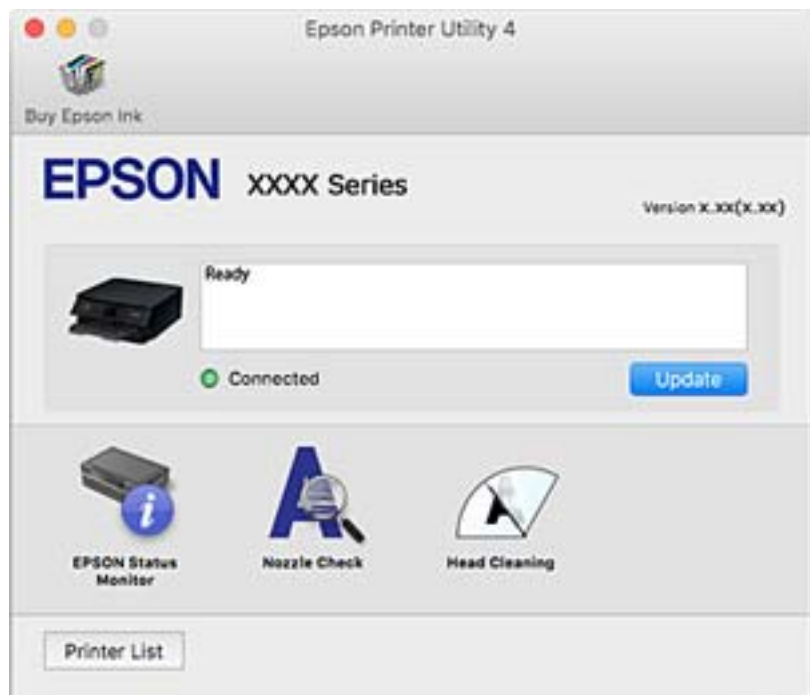 Epson Printer Utility 4
Buy Epson Ink
EPSON XXXX Series
Version x.xx(x.xx)
Ready
Connected
Update
EPSON Status
Monitor
Nozzle Check
Head Cleaning
Printer List